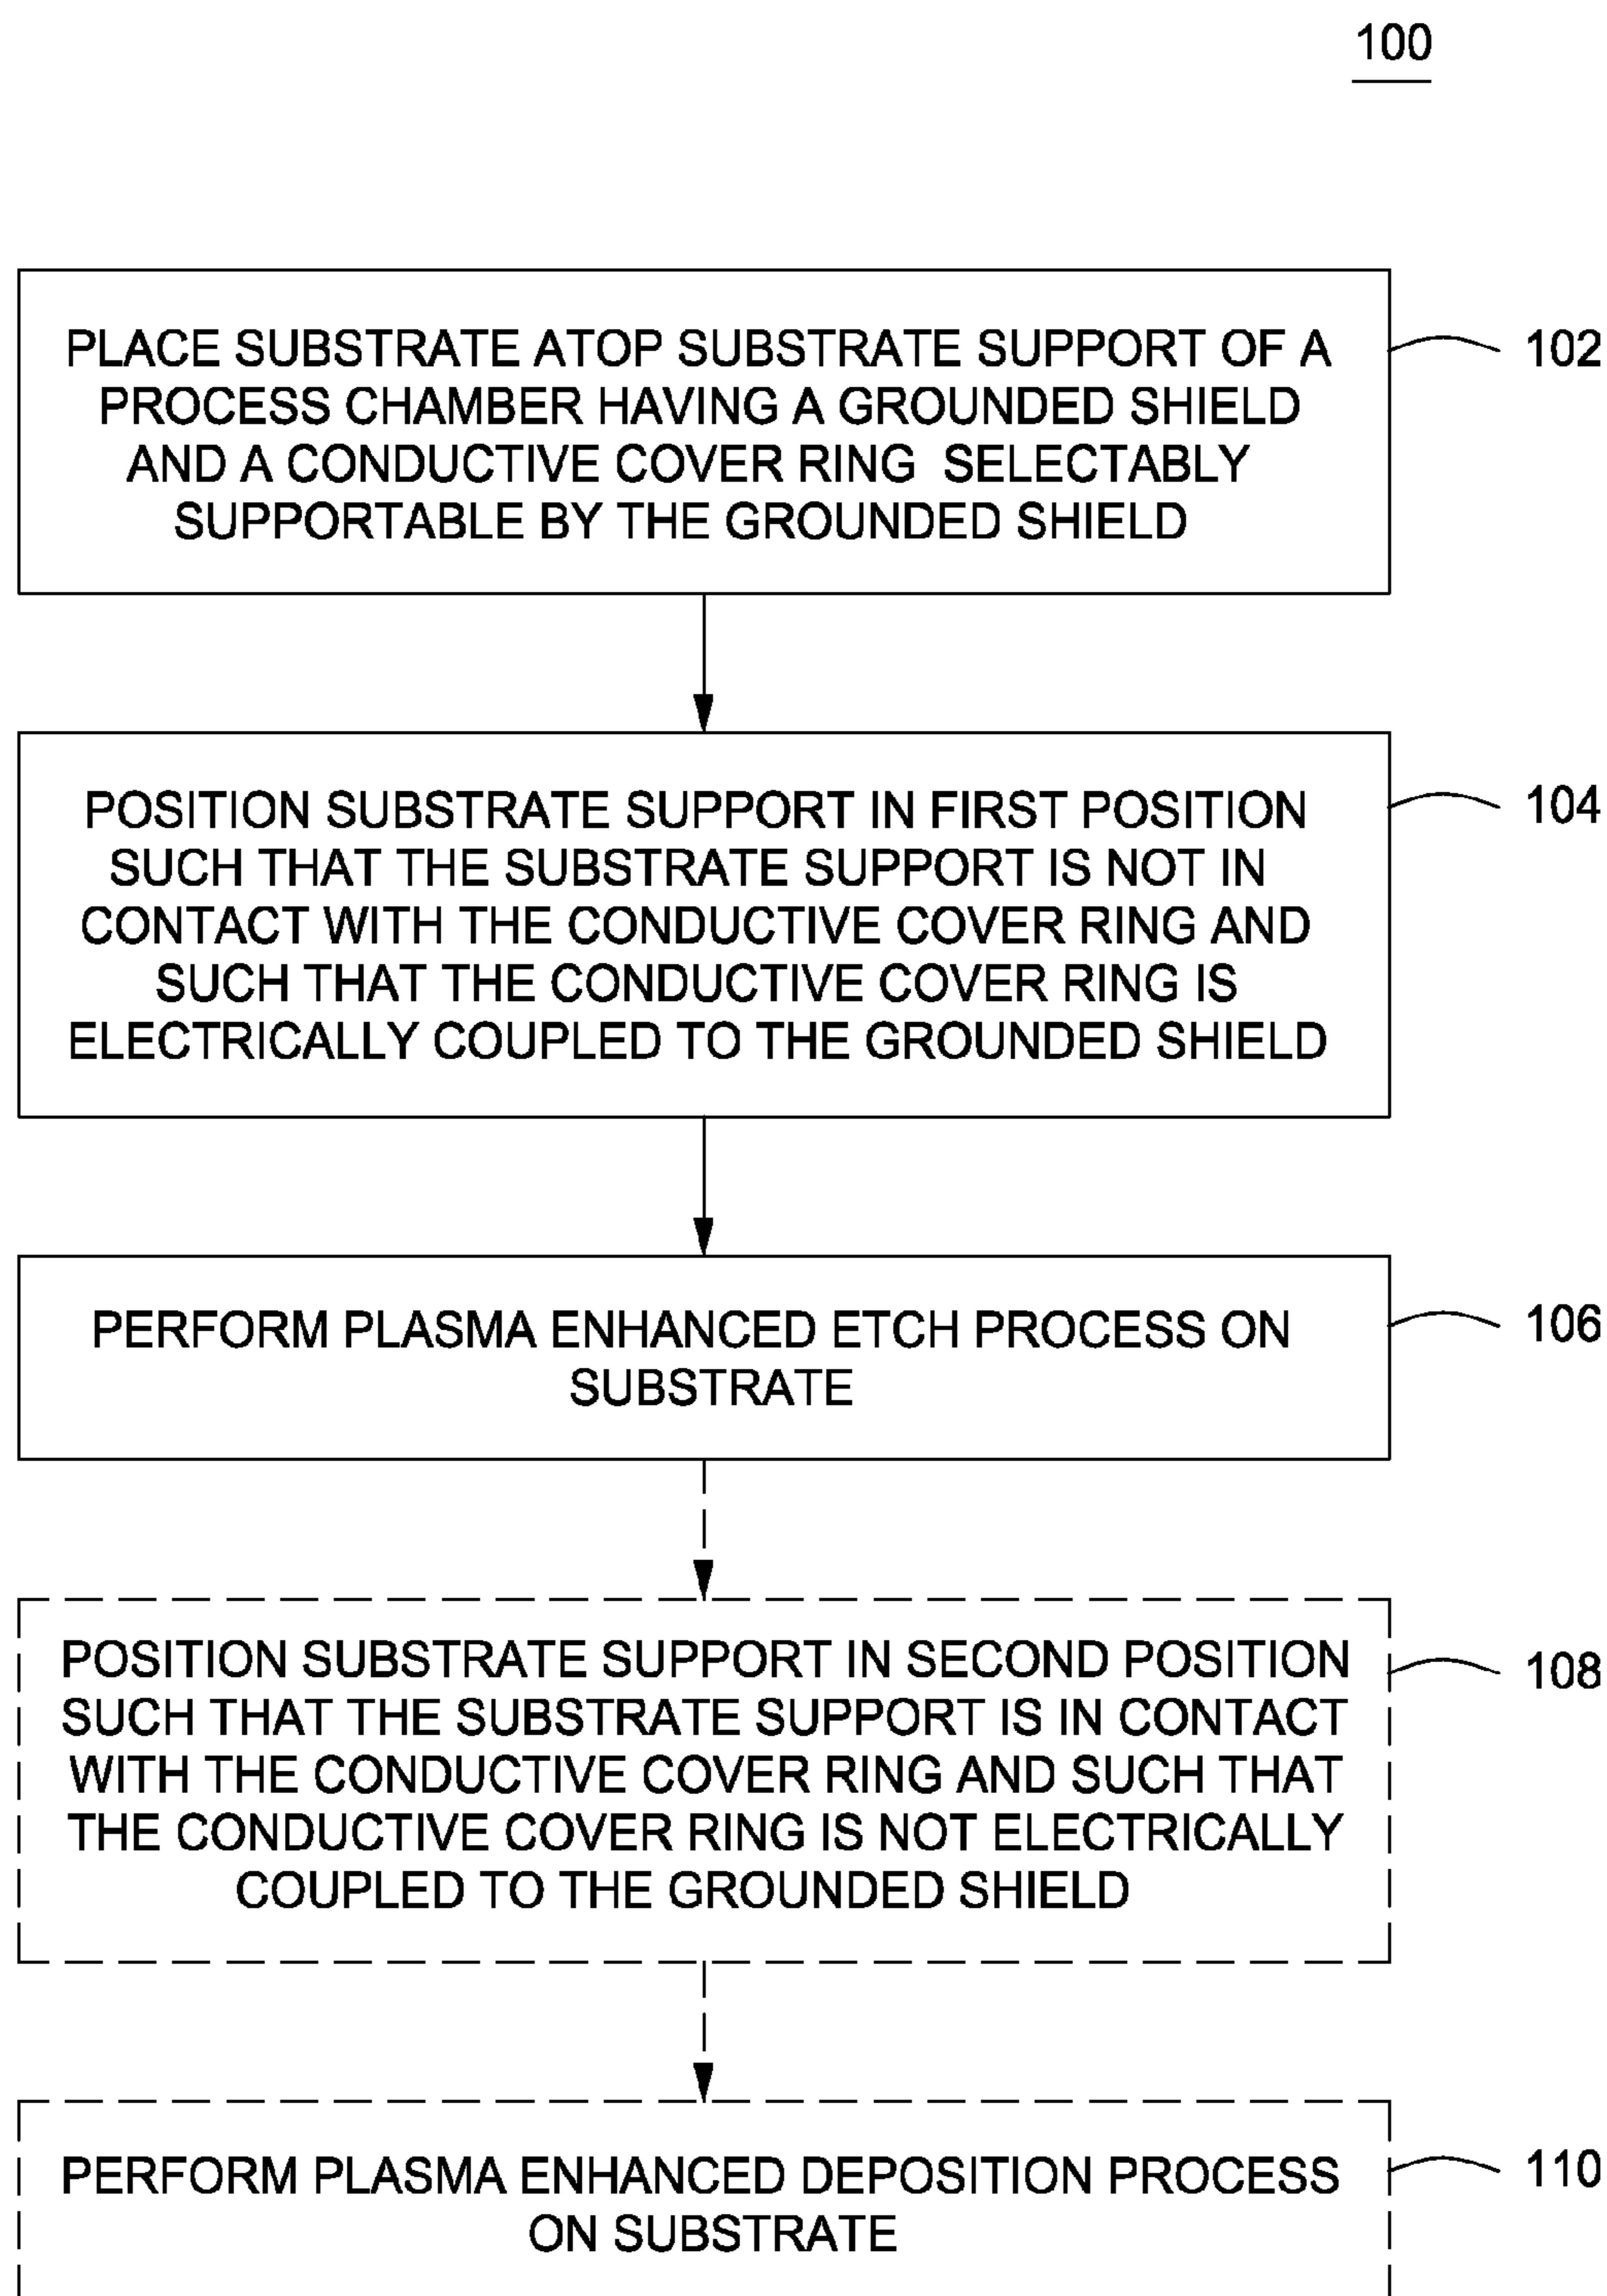 100
PLACE SUBSTRATE ATOP SUBSTRATE SUPPORT OF A
PROCESS CHAMBER HAVING A GROUNDED SHIELD
AND A CONDUCTIVE COVER RING SELECTABLY
SUPPORTABLE BY THE GROUNDED SHIELD
102
POSITION SUBSTRATE SUPPORT IN FIRST POSITION
SUCH THAT THE SUBSTRATE SUPPORT IS NOT IN
CONTACT WITH THE CONDUCTIVE COVER RING AND
SUCH THAT THE CONDUCTIVE COVER RING IS
ELECTRICALLY COUPLED TO THE GROUNDED SHIELD
104
PERFORM PLASMA ENHANCED ETCH PROCESS ON
SUBSTRATE
106
POSITION SUBSTRATE SUPPORT IN SECOND POSITION
SUCH THAT THE SUBSTRATE SUPPORT IS IN CONTACT
WITH THE CONDUCTIVE COVER RING AND SUCH THAT
THE CONDUCTIVE COVER RING IS NOT ELECTRICALLY
COUPLED TO THE GROUNDED SHIELD
108
PERFORM PLASMA ENHANCED DEPOSITION PROCESS
ON SUBSTRATE
110